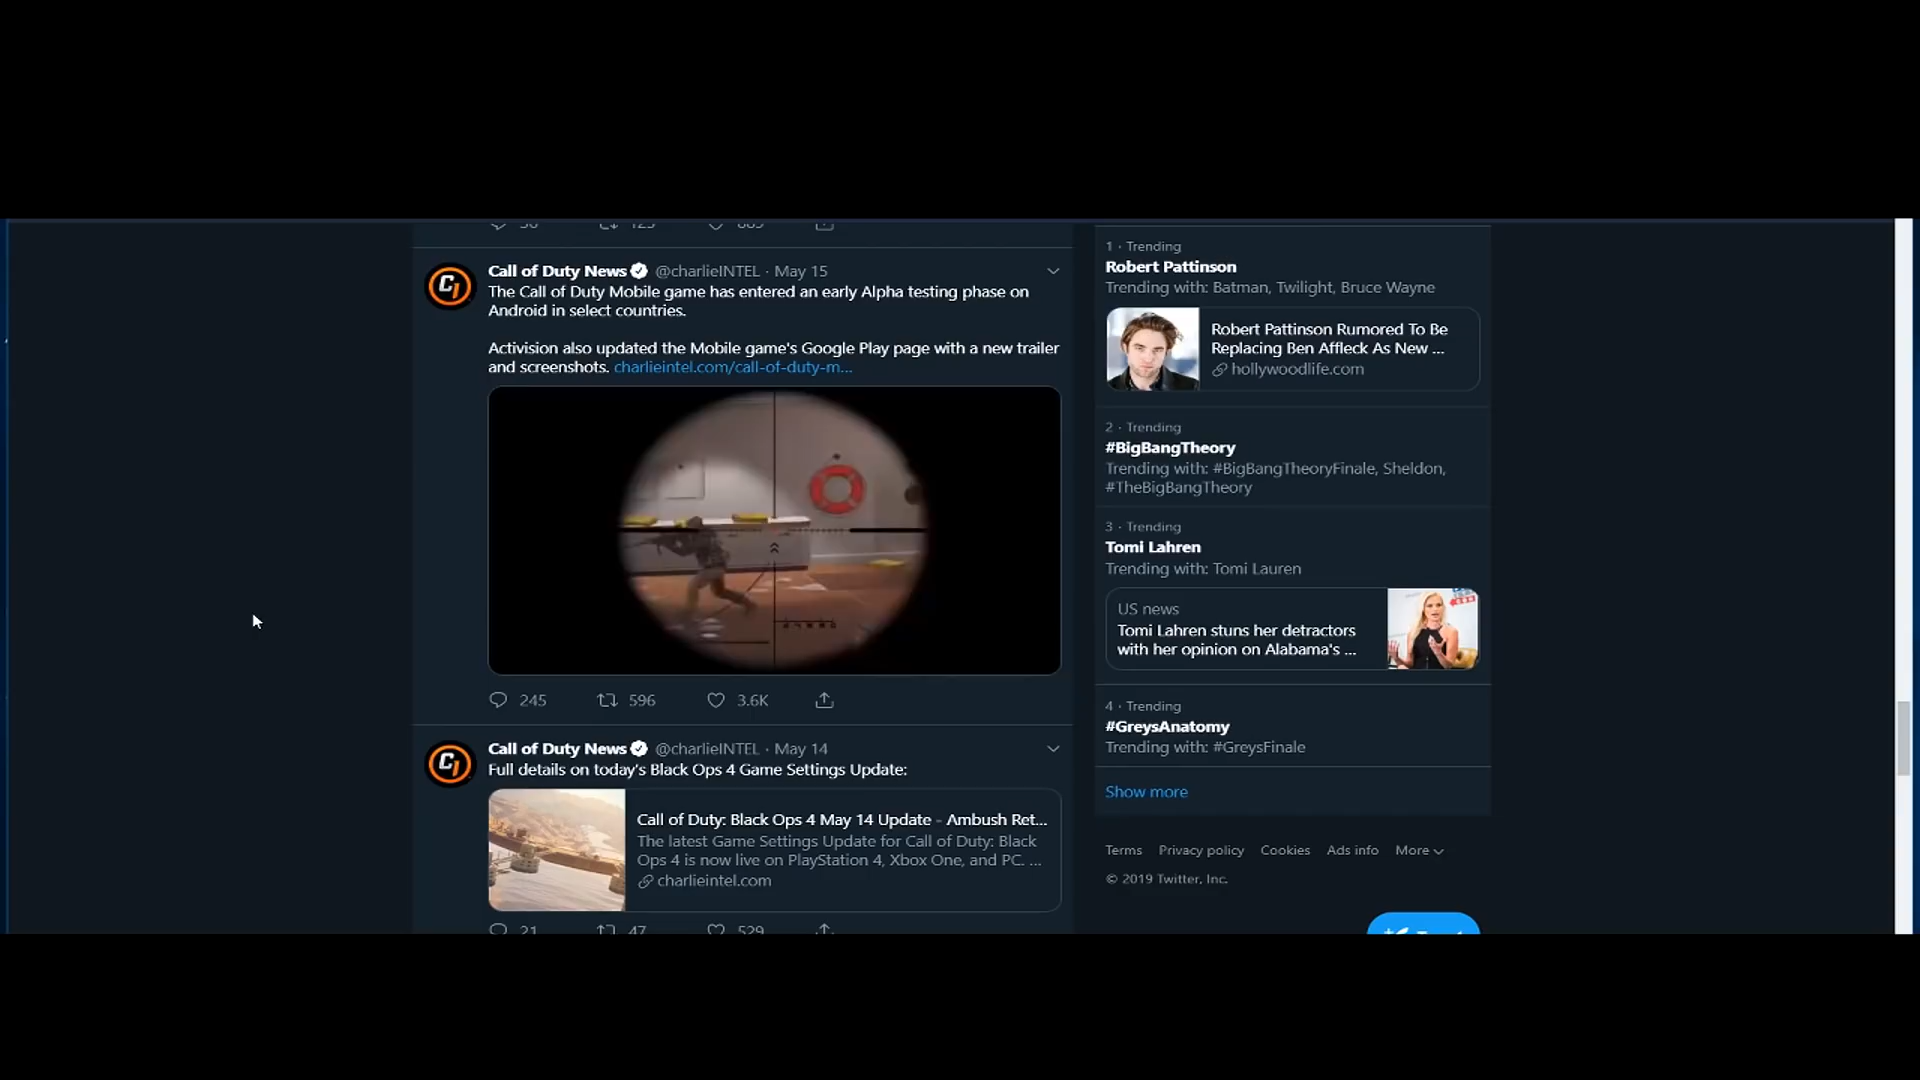 Call of Duty News @charlieINTEL · May 15
The Call of Duty Mobile game has entered an early Alpha testing phase on
Android in select countries.
Activision also updated the Mobile game's Google Play page with a new trailer
and screenshots. charlieintel.com/call-of-duty-m...
245 596 3.6K
Call of Duty News @charlieINTEL · May 14
Full details on today's Black Ops 4 Game Settings Update:
Call of Duty: Black Ops 4 May 14 Update - Ambush Ret...
The latest Game Settings Update for Call of Duty: Black
Ops 4 is now live on PlayStation 4, Xbox One, and PC. ...
charlieintel.com
21 47 529
1 · Trending
Robert Pattinson
Trending with: Batman, Twilight, Bruce Wayne
Robert Pattinson Rumored To Be
Replacing Ben Affleck As New ...
hollywoodlife.com
2 · Trending
#BigBangTheory
Trending with: #BigBangTheoryFinale, Sheldon,
#TheBigBangTheory
3 · Trending
Tomi Lahren
Trending with: Tomi Lauren
US news
Tomi Lahren stuns her detractors
with her opinion on Alabama's ...
4 · Trending
#GreysAnatomy
Trending with: #GreysFinale
Show more
Terms Privacy policy Cookies Ads info More
© 2019 Twitter, Inc.